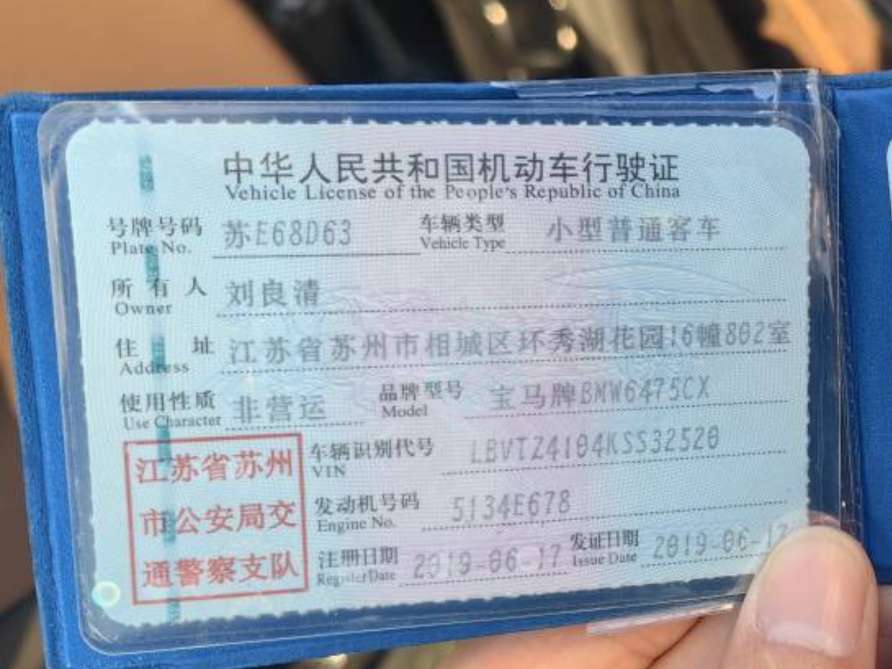 中华人民共和国机动车行驶证
Vehicle License of the People's Republic of China
号牌号码 苏E68D63 车辆类型 小型普通客车
Plate No. Vehicle Type
所有人 刘良清
Owner
住址 江苏省苏州市相城区环秀湖花园16幢802室
Address
使用性质 非营运 品牌型号 宝马牌BMW6475CX
Use Character Model
江苏省苏州
市公安局交
通警察支队
车辆识别代号 LBVTZ4104KSS32520
VIN
发动机号码 5134E678
Engine No.
注册日期 2019-06-17 发证日期 2019-06-17
Register Date Issue Date